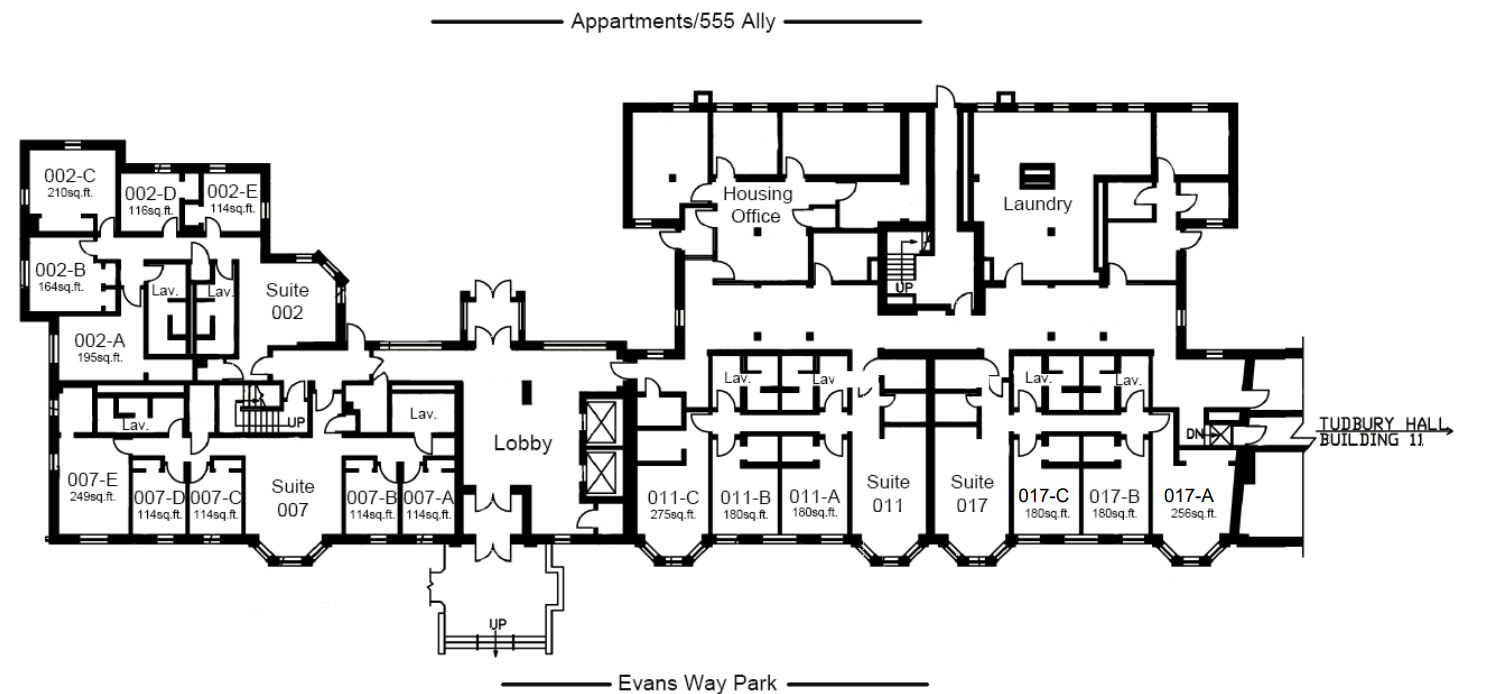 Appartments/555 Ally
002-C
210sq.ft.
002-D
116sq.ft.
002-E
114sq.ft.
Housing
Office
Laundry
002-B
164sq.ft.
Lav.
Lav.
Suite
002
UP
002-A
195sq.ft.
Lav.
Lav
Lav.
Lav.
UP
Lav.
Lav.
Lobby
DN
TUDBURY HALL
BUILDING 11
007-E
249sq.ft.
007-D
114sq.ft.
007-C
114sq.ft.
Suite
007
007-B
114sq.ft.
007-A
114sq.ft.
011-C
275sq.ft.
011-B
180sq.ft.
011-A
180sq.ft.
Suite
011
Suite
017
017-C
180sq.ft.
017-B
180sq.ft.
017-A
256sq.ft.
UP
Evans Way Park